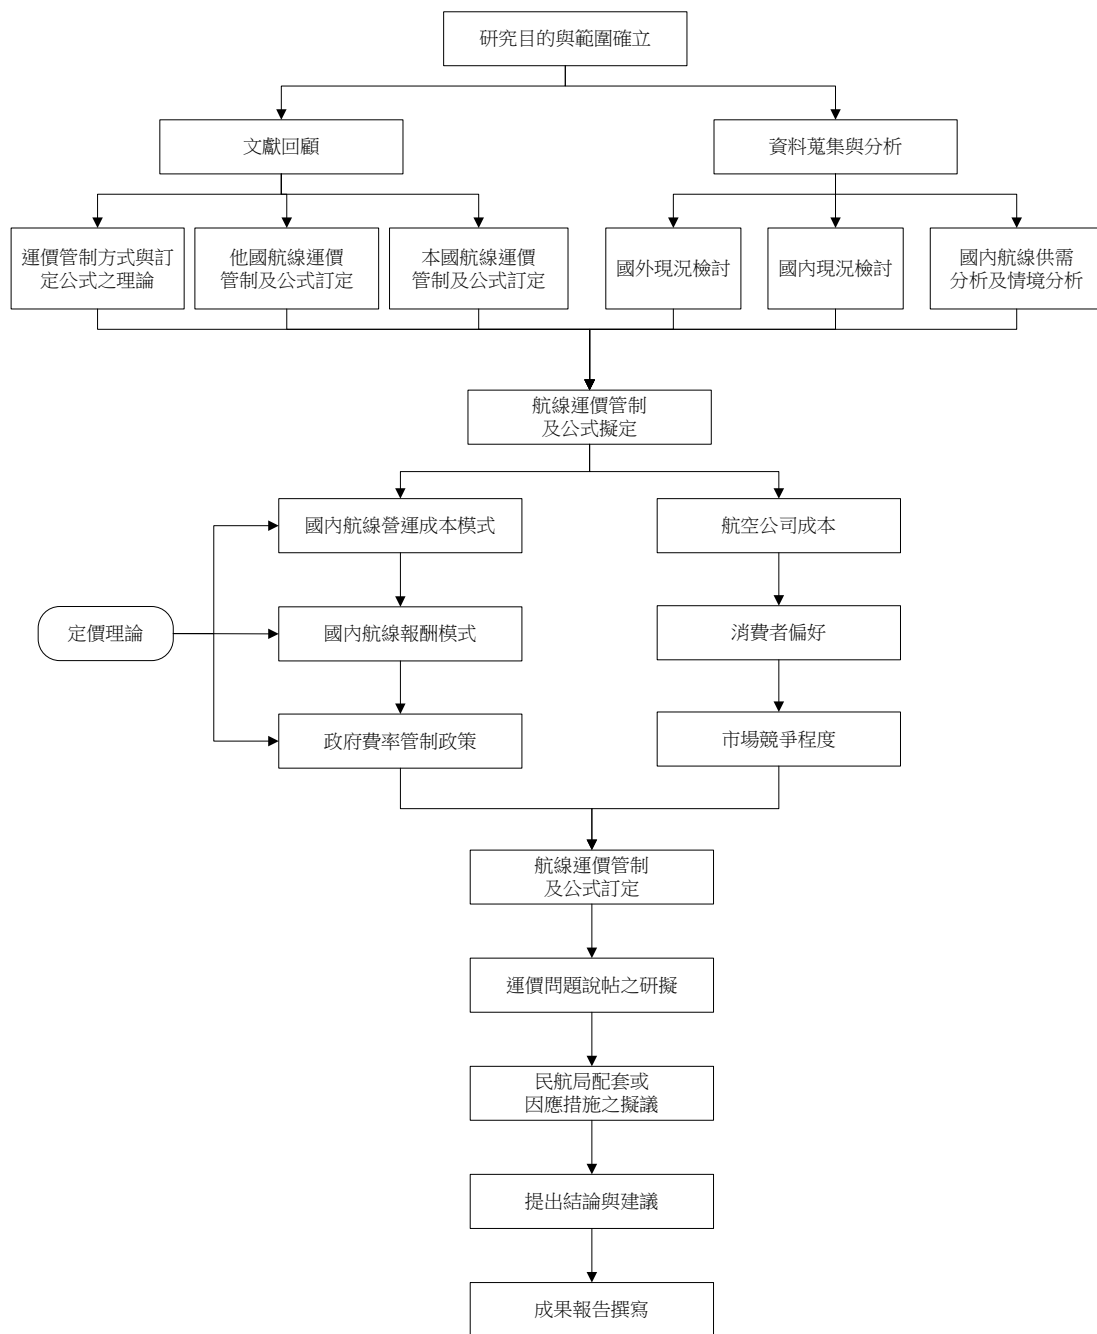 研究目的與範圍確立
文獻回顧
資料蒐集與分析
運價管制方式與訂
定公式之理論
他國航線運價
管制及公式訂定
本國航線運價
管制及公式訂定
國外現況檢討
國內現況檢討
國內航線供需
分析及情境分析
航線運價管制
及公式擬定
國內航線營運成本模式
航空公司成本
定價理論
國內航線報酬模式
消費者偏好
政府費率管制政策
市場競爭程度
航線運價管制
及公式訂定
運價問題說帖之研擬
民航局配套或
因應措施之擬議
提出結論與建議
成果報告撰寫